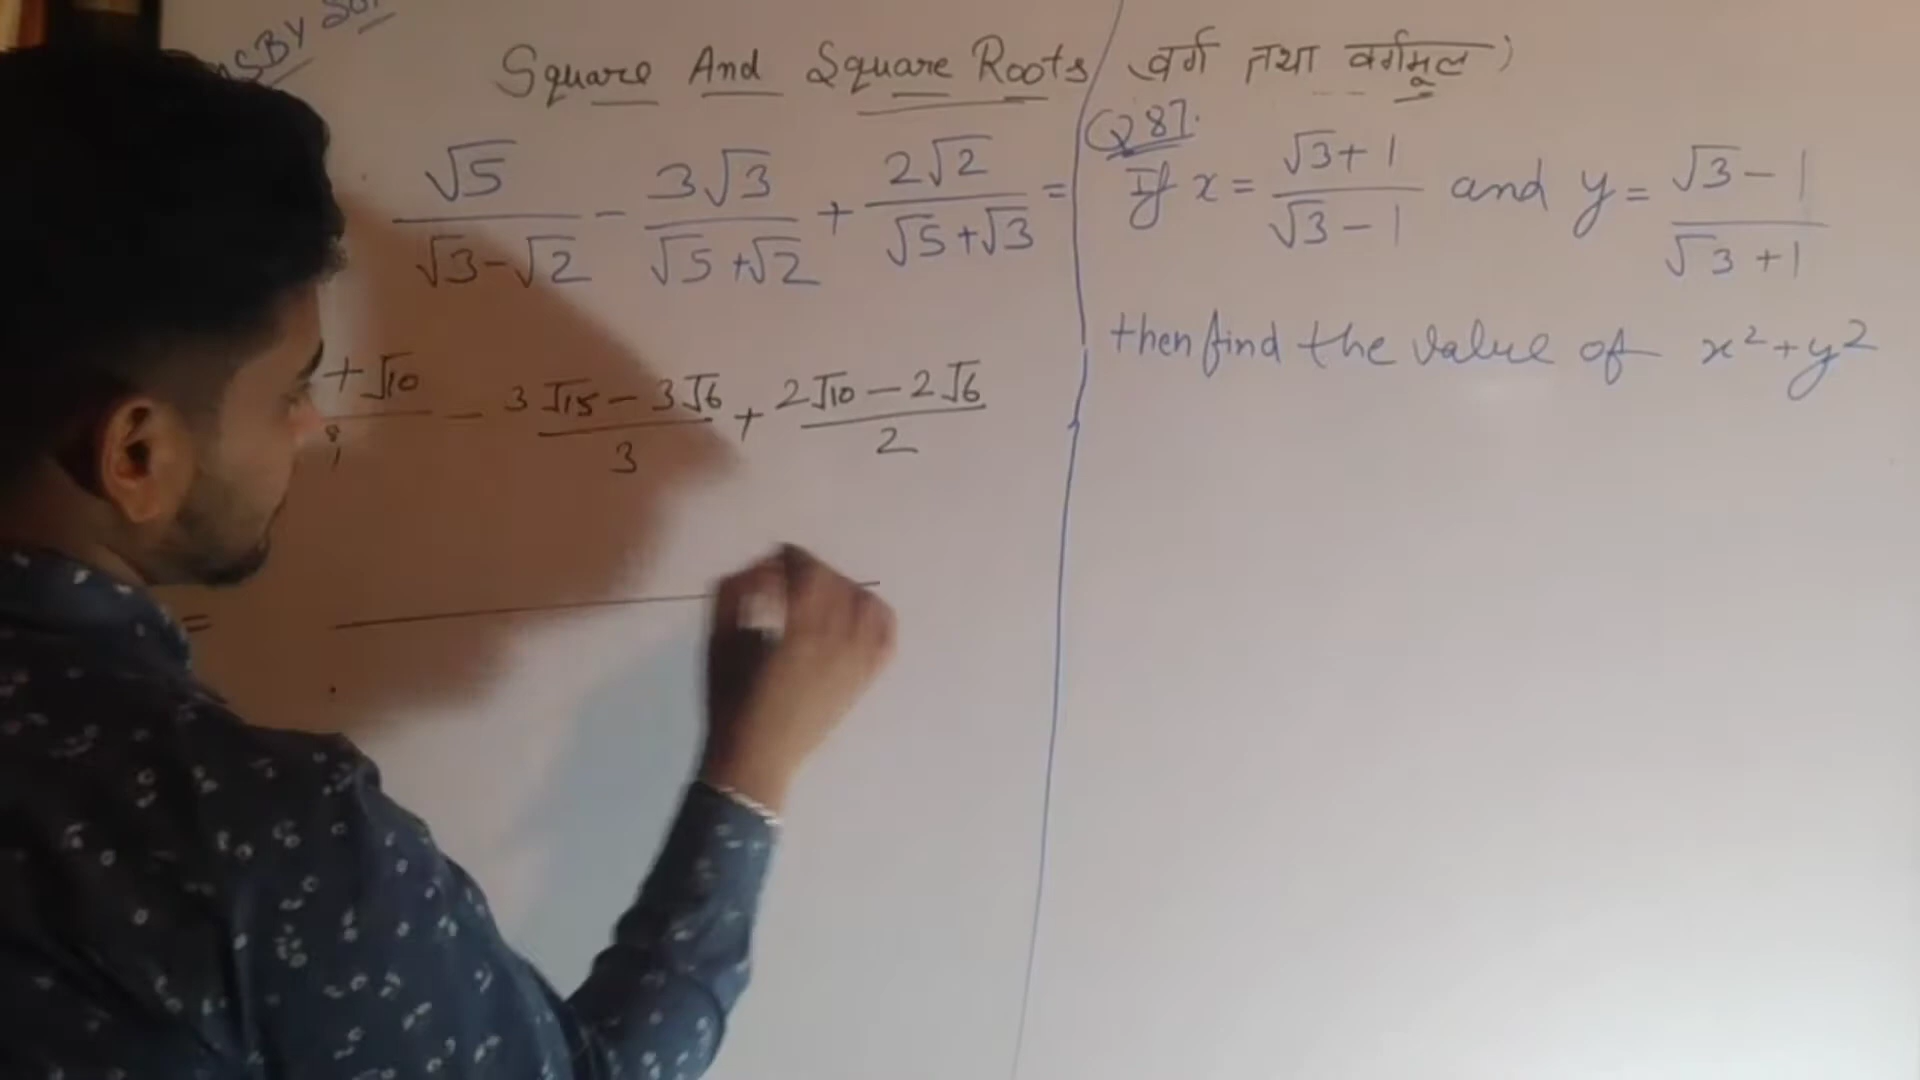 Square And Square Roots (वर्ग तथा वर्गमूल)
√5/(√3-√2) - 3√3/(√5+√2) + 2√2/(√5+√3) =
+√10 - (3√15-3√6)/3 + (2√10-2√6)/2
=
Q 87.
If x = (√3+1)/(√3-1) and y = (√3-1)/(√3+1)
then find the value of x²+y²